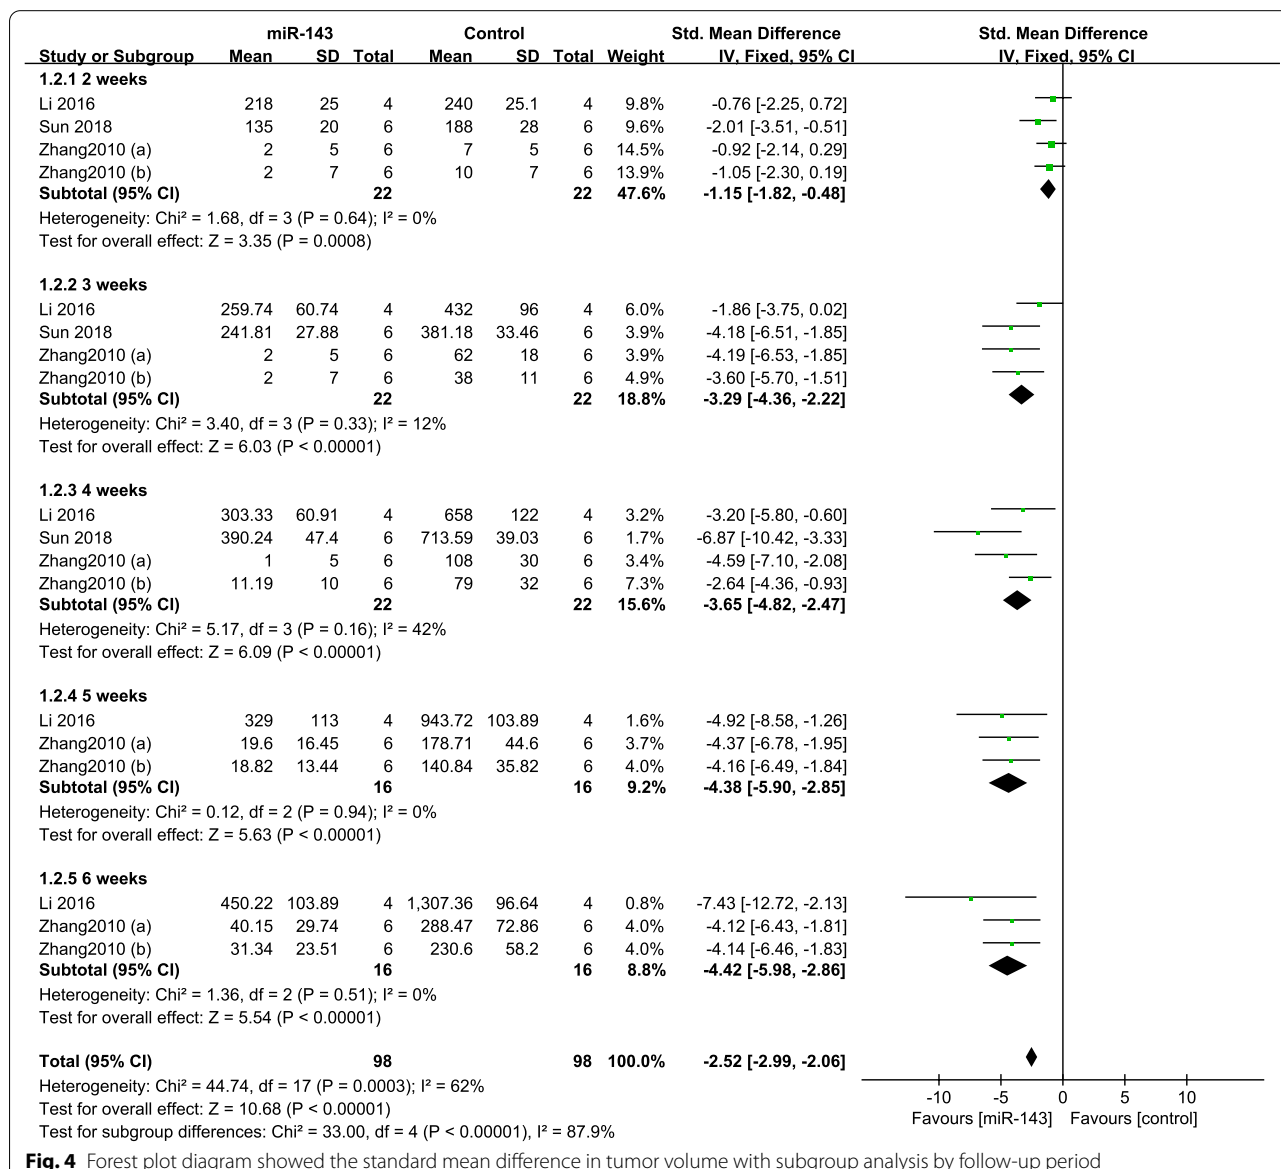 miR-143 Control Std. Mean Difference Std. Mean Difference
Study or Subgroup Mean SD Total Mean SD Total Weight IV, Fixed, 95% CI IV, Fixed, 95% CI
1.2.1 2 weeks
Li 2016 218 25 4 240 25.1 4 9.8% -0.76 [-2.25, 0.72]
Sun 2018 135 20 6 188 28 6 9.6% -2.01 [-3.51, -0.51]
Zhang2010 (a) 2 5 6 7 5 6 14.5% -0.92 [-2.14, 0.29]
Zhang2010 (b) 2 7 6 10 7 6 13.9% -1.05 [-2.30, 0.19]
Subtotal (95% CI) 22 22 47.6% -1.15 [-1.82, -0.48]
Heterogeneity: Chi² = 1.68, df = 3 (P = 0.64); I² = 0%
Test for overall effect: Z = 3.35 (P = 0.0008)
1.2.2 3 weeks
Li 2016 259.74 60.74 4 432 96 4 6.0% -1.86 [-3.75, 0.02]
Sun 2018 241.81 27.88 6 381.18 33.46 6 3.9% -4.18 [-6.51, -1.85]
Zhang2010 (a) 2 5 6 62 18 6 3.9% -4.19 [-6.53, -1.85]
Zhang2010 (b) 2 7 6 38 11 6 4.9% -3.60 [-5.70, -1.51]
Subtotal (95% CI) 22 22 18.8% -3.29 [-4.36, -2.22]
Heterogeneity: Chi² = 3.40, df = 3 (P = 0.33); I² = 12%
Test for overall effect: Z = 6.03 (P < 0.00001)
1.2.3 4 weeks
Li 2016 303.33 60.91 4 658 122 4 3.2% -3.20 [-5.80, -0.60]
Sun 2018 390.24 47.4 6 713.59 39.03 6 1.7% -6.87 [-10.42, -3.33]
Zhang2010 (a) 1 5 6 108 30 6 3.4% -4.59 [-7.10, -2.08]
Zhang2010 (b) 11.19 10 6 79 32 6 7.3% -2.64 [-4.36, -0.93]
Subtotal (95% CI) 22 22 15.6% -3.65 [-4.82, -2.47]
Heterogeneity: Chi² = 5.17, df = 3 (P = 0.16); I² = 42%
Test for overall effect: Z = 6.09 (P < 0.00001)
1.2.4 5 weeks
Li 2016 329 113 4 943.72 103.89 4 1.6% -4.92 [-8.58, -1.26]
Zhang2010 (a) 19.6 16.45 6 178.71 44.6 6 3.7% -4.37 [-6.78, -1.95]
Zhang2010 (b) 18.82 13.44 6 140.84 35.82 6 4.0% -4.16 [-6.49, -1.84]
Subtotal (95% CI) 16 16 9.2% -4.38 [-5.90, -2.85]
Heterogeneity: Chi² = 0.12, df = 2 (P = 0.94); I² = 0%
Test for overall effect: Z = 5.63 (P < 0.00001)
1.2.5 6 weeks
Li 2016 450.22 103.89 4 1,307.36 96.64 4 0.8% -7.43 [-12.72, -2.13]
Zhang2010 (a) 40.15 29.74 6 288.47 72.86 6 4.0% -4.12 [-6.43, -1.81]
Zhang2010 (b) 31.34 23.51 6 230.6 58.2 6 4.0% -4.14 [-6.46, -1.83]
Subtotal (95% CI) 16 16 8.8% -4.42 [-5.98, -2.86]
Heterogeneity: Chi² = 1.36, df = 2 (P = 0.51); I² = 0%
Test for overall effect: Z = 5.54 (P < 0.00001)
Total (95% CI) 98 98 100.0% -2.52 [-2.99, -2.06]
Heterogeneity: Chi² = 44.74, df = 17 (P = 0.0003); I² = 62%
Test for overall effect: Z = 10.68 (P < 0.00001)
Test for subgroup differences: Chi² = 33.00, df = 4 (P < 0.00001), I² = 87.9%
-10 -5 0 5 10
Favours [miR-143] Favours [control]
Fig. 4 Forest plot diagram showed the standard mean difference in tumor volume with subgroup analysis by follow-up period